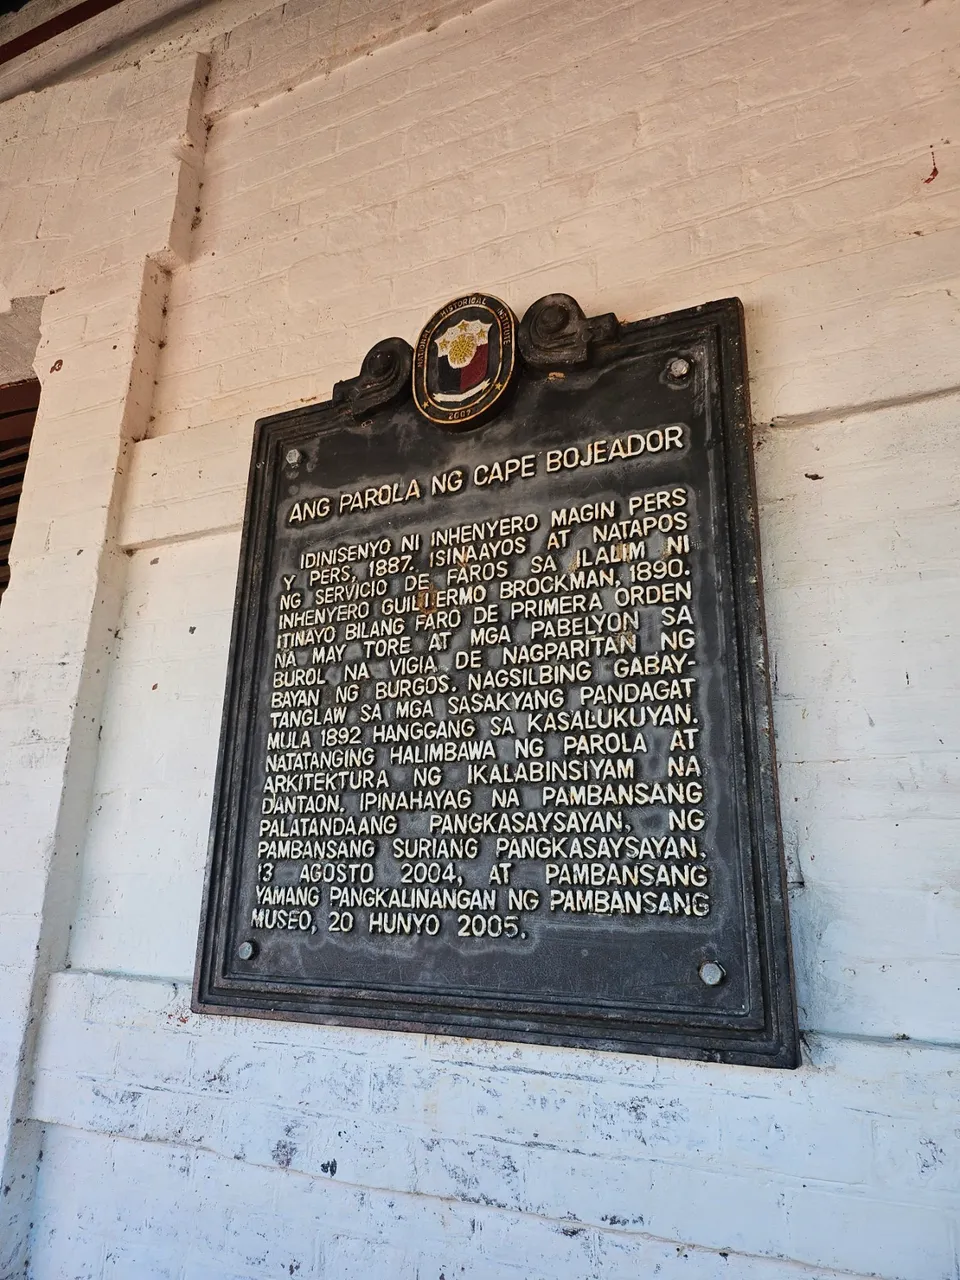 NATIONAL HISTORICAL INSTITUTE
2007
ANG PAROLA NG CAPE BOJEADOR
IDINISENYO NI INHENYERO MAGIN PERS
Y PERS, 1887. ISINAAYOS AT NATAPOS
NG SERVICIO DE FAROS SA ILALIM NI
INHENYERO GUILLERMO BROCKMAN, 1890.
ITINAYO BILANG FARO DE PRIMERA ORDEN
NA MAY TORE AT MGA PABELYON SA
BUROL NA VIGIA DE NAGPARITAN NG
BAYAN NG BURGOS. NAGSILBING GABAY-
TANGLAW SA MGA SASAKYANG PANDAGAT
MULA 1892 HANGGANG SA KASALUKUYAN.
NATATANGING HALIMBAWA NG PAROLA AT
ARKITEKTURA NG IKALABINSIYAM NA
DANTAON. IPINAHAYAG NA PAMBANSANG
PALATANDAANG PANGKASAYSAYAN, NG
PAMBANSANG SURIANG PANGKASAYSAYAN,
13 AGOSTO 2004, AT PAMBANSANG
YAMANG PANGKALINANGAN NG PAMBANSANG
MUSEO, 20 HUNYO 2005.